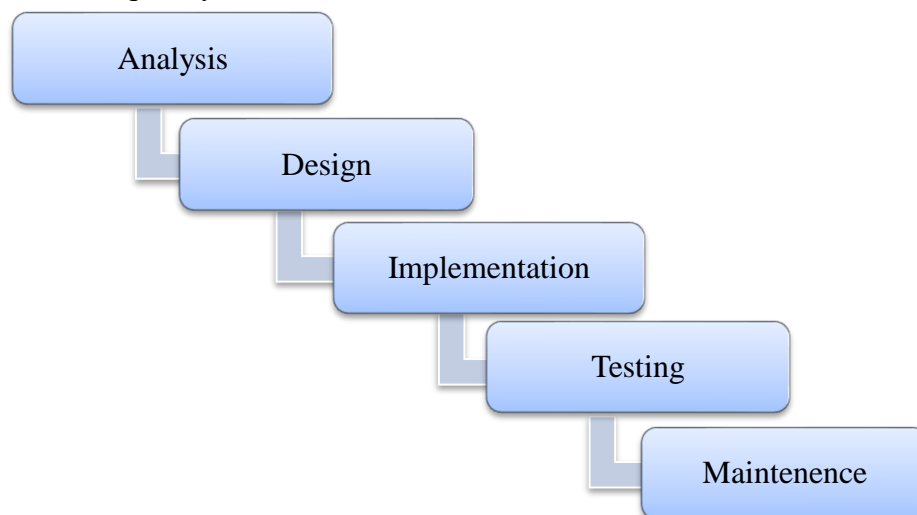 Analysis
Design
Implementation
Testing
Maintenence